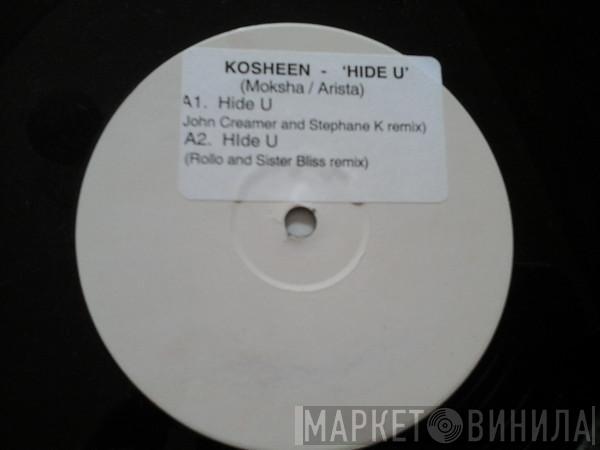 KOSHEEN - 'HIDE U'
(Moksha / Arista)
A1. Hide U
John Creamer and Stephane K remix)
A2. HIde U
(Rollo and Sister Bliss remix)
МАРКЕТ ВИНИЛА